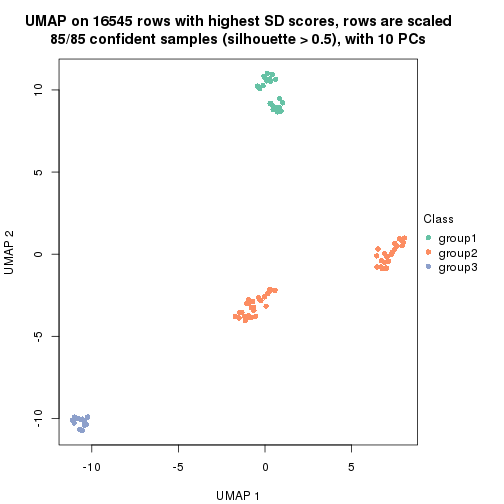 UMAP on 16545 rows with highest SD scores, rows are scaled
85/85 confident samples (silhouette > 0.5), with 10 PCs
10
5
0
-5
-10
UMAP 2
-10
-5
0
5
UMAP 1
Class
group1
group2
group3